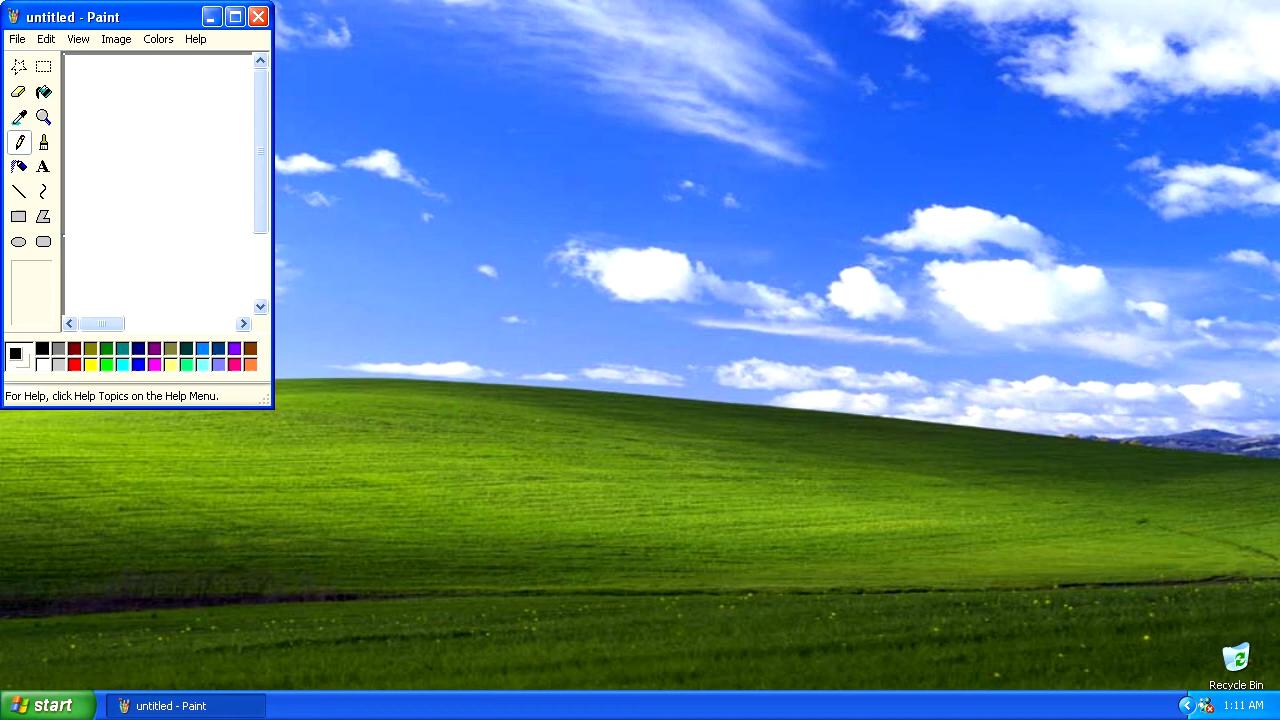 untitled - Paint
File Edit View Image Colors Help
A
For Help, click Help Topics on the Help Menu.
Recycle Bin
start
untitled - Paint
1:11 AM